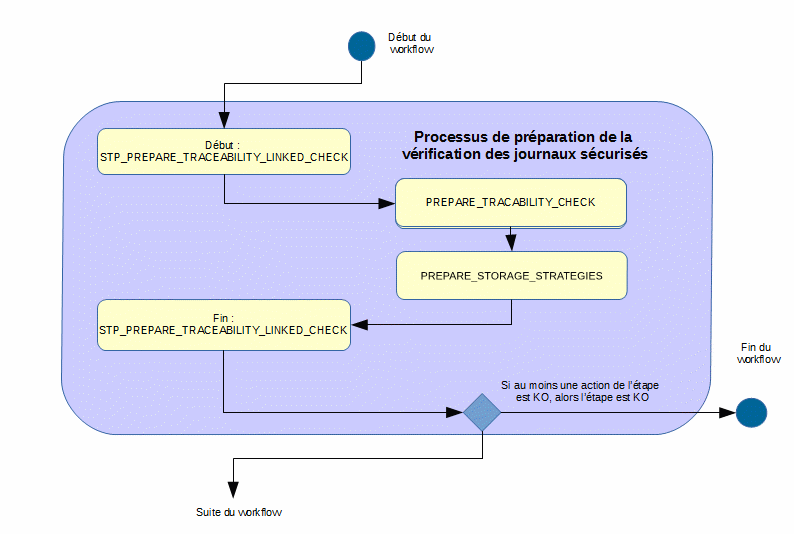 Début du
workflow
Processus de préparation de la
vérification des journaux sécurisés
Début :
STP_PREPARE_TRACEABILITY_LINKED_CHECK
PREPARE_TRACABILITY_CHECK
PREPARE_STORAGE_STRATEGIES
Fin :
STP_PREPARE_TRACEABILITY_LINKED_CHECK
Si au moins une action de l'étape
est KO, alors l'étape est KO
Fin du
workflow
Suite du workflow